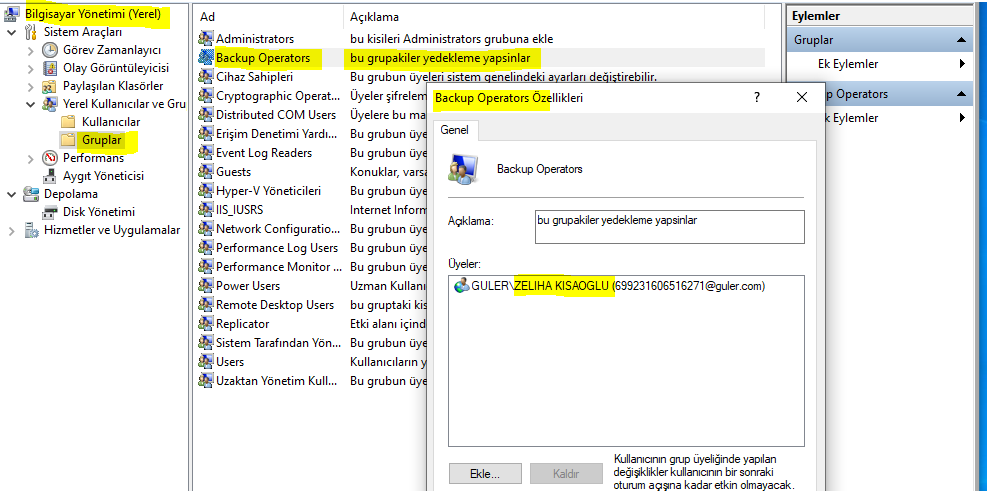 Bilgisayar Yönetimi (Yerel)
Sistem Araçları
Görev Zamanlayıcı
Olay Görüntüleyicisi
Paylaşılan Klasörler
Yerel Kullanıcılar ve Gru
Kullanıcılar
Gruplar
Performans
Aygıt Yöneticisi
Depolama
Disk Yönetimi
Hizmetler ve Uygulamalar
Ad Açıklama
Administrators bu kisileri Administrators grubuna ekle
Backup Operators bu grupakiler yedekleme yapsinlar
Cihaz Sahipleri Bu grubun üyeleri sistem genelindeki ayarları değiştirebilir.
Cryptographic Operat... Üyeler şifrelem
Distributed COM Users Üyelere bu ma
Erişim Denetimi Yardı... Bu grubun üye
Event Log Readers Bu grubun üye
Guests Konuklar, varsa
Hyper-V Yöneticileri Bu grubun üye
IIS_IUSRS Internet Inform
Network Configuratio... Bu grubun üye
Performance Log Users Bu grubun üye
Performance Monitor ... Bu grubun üye
Power Users Uzman Kullanı
Remote Desktop Users bu gruptaki kis
Replicator Etki alanı içind
Sistem Tarafından Yön... Bu grubun üye
Users Kullanıcıların y
Uzaktan Yönetim Kull... Bu grubun üye
Backup Operators Özellikleri ? ×
Genel
Backup Operators
Açıklama: bu grupakiler yedekleme yapsinlar
Üyeler:
GULER\ZELIHA KISAOGLU (699231606516271@guler.com)
Ekle... Kaldır
Kullanıcının grup üyeliğinde yapılan
değişiklikler kullanıcının bir sonraki
oturum açışına kadar etkin olmayacak.
Eylemler
Gruplar
Ek Eylemler
p Operators
k Eylemler